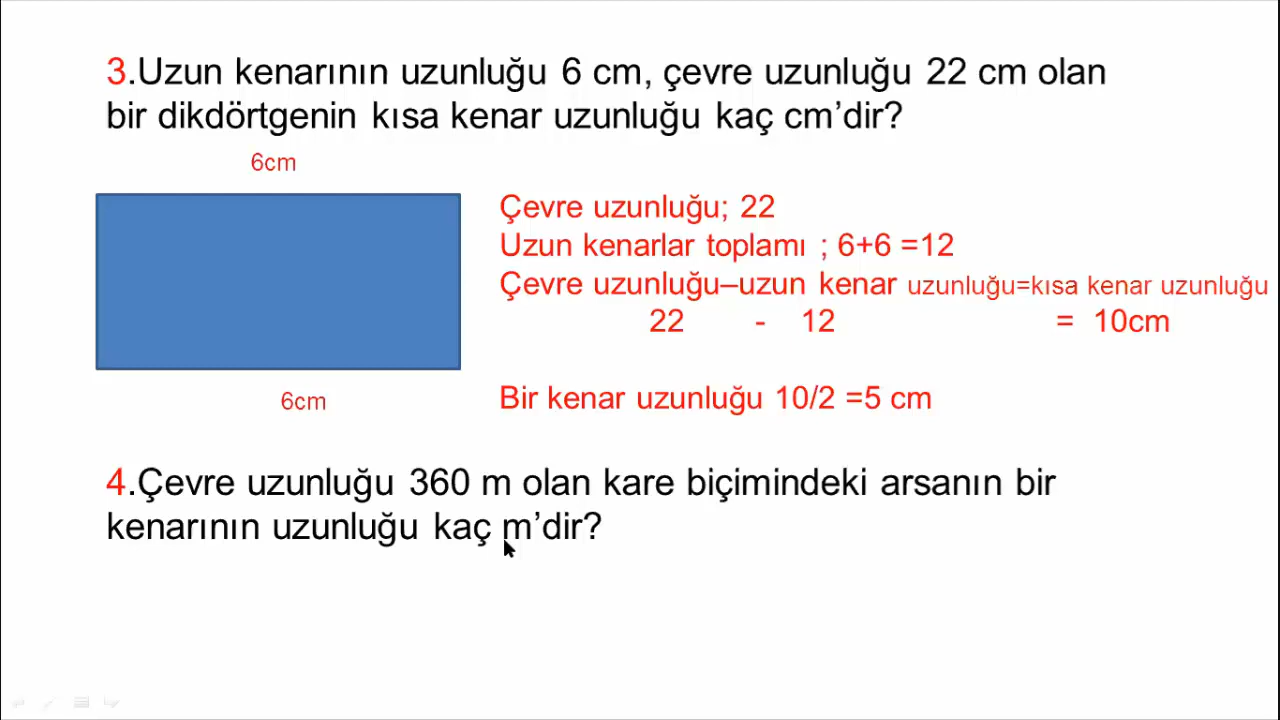 3.Uzun kenarının uzunluğu 6 cm, çevre uzunluğu 22 cm olan
bir dikdörtgenin kısa kenar uzunluğu kaç cm’dir?
6cm
Çevre uzunluğu; 22
Uzun kenarlar toplamı ; 6+6 =12
Çevre uzunluğu–uzun kenar uzunluğu=kısa kenar uzunluğu
22 - 12 = 10cm
6cm
Bir kenar uzunluğu 10/2 =5 cm
4.Çevre uzunluğu 360 m olan kare biçimindeki arsanın bir
kenarının uzunluğu kaç m’dir?